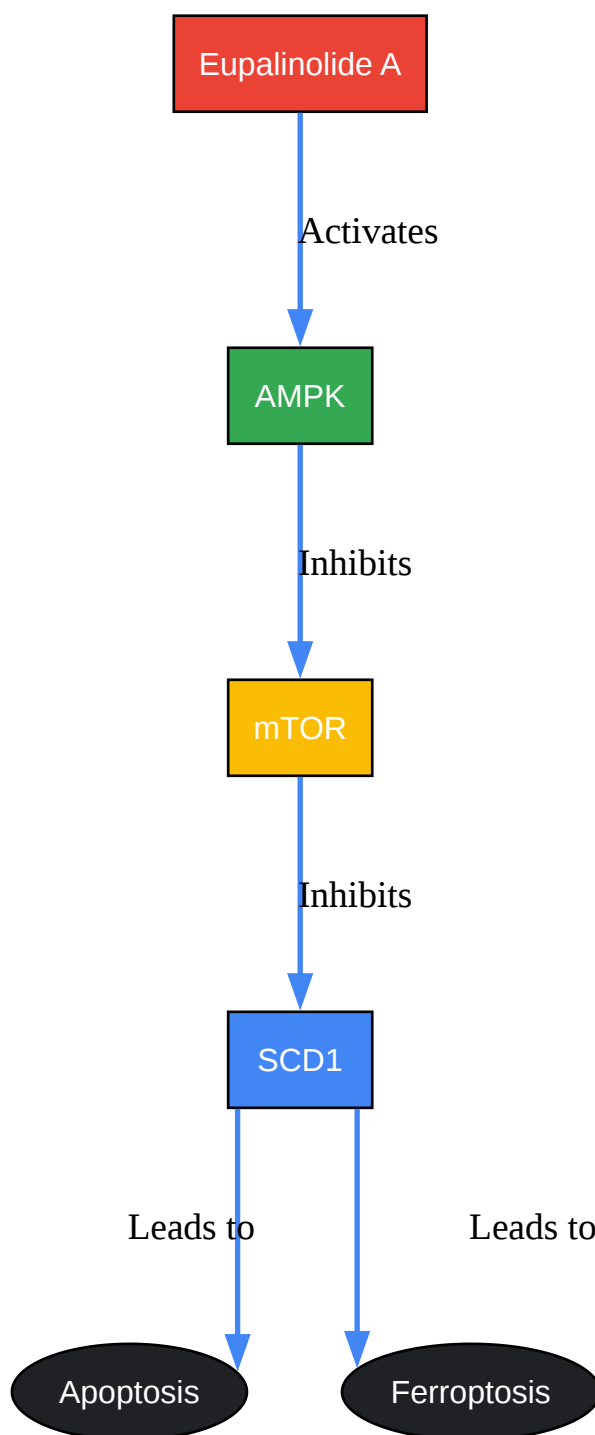 Eupalinolide A
Activates
AMPK
Inhibits
mTOR
Inhibits
SCD1
Leads to
Leads to
Apoptosis
Ferroptosis